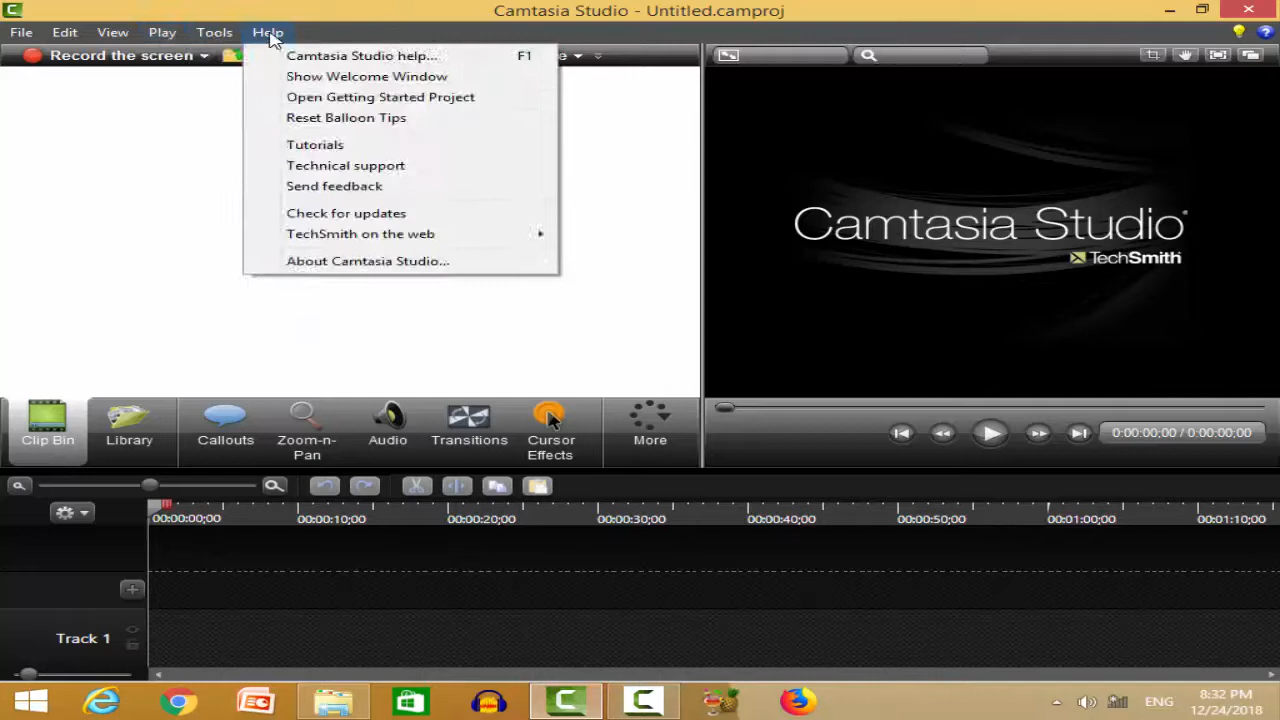 Camtasia Studio - Untitled.camproj
File Edit View Play Tools Help
Record the screen
Camtasia Studio help... F1
Show Welcome Window
Open Getting Started Project
Reset Balloon Tips
Tutorials
Technical support
Send feedback
Check for updates
TechSmith on the web
About Camtasia Studio...
Camtasia Studio®
TechSmith
Clip Bin
Library
Callouts
Zoom-n-
Pan
Audio
Transitions
Cursor
Effects
More
0:00:00;00 / 0:00:00;00
00:00:00;00 00:00:10;00 00:00:20;00 00:00:30;00 00:00:40;00 00:00:50;00 00:01:00;00 00:01:10;00
Track 1
ENG
8:32 PM
12/24/2018